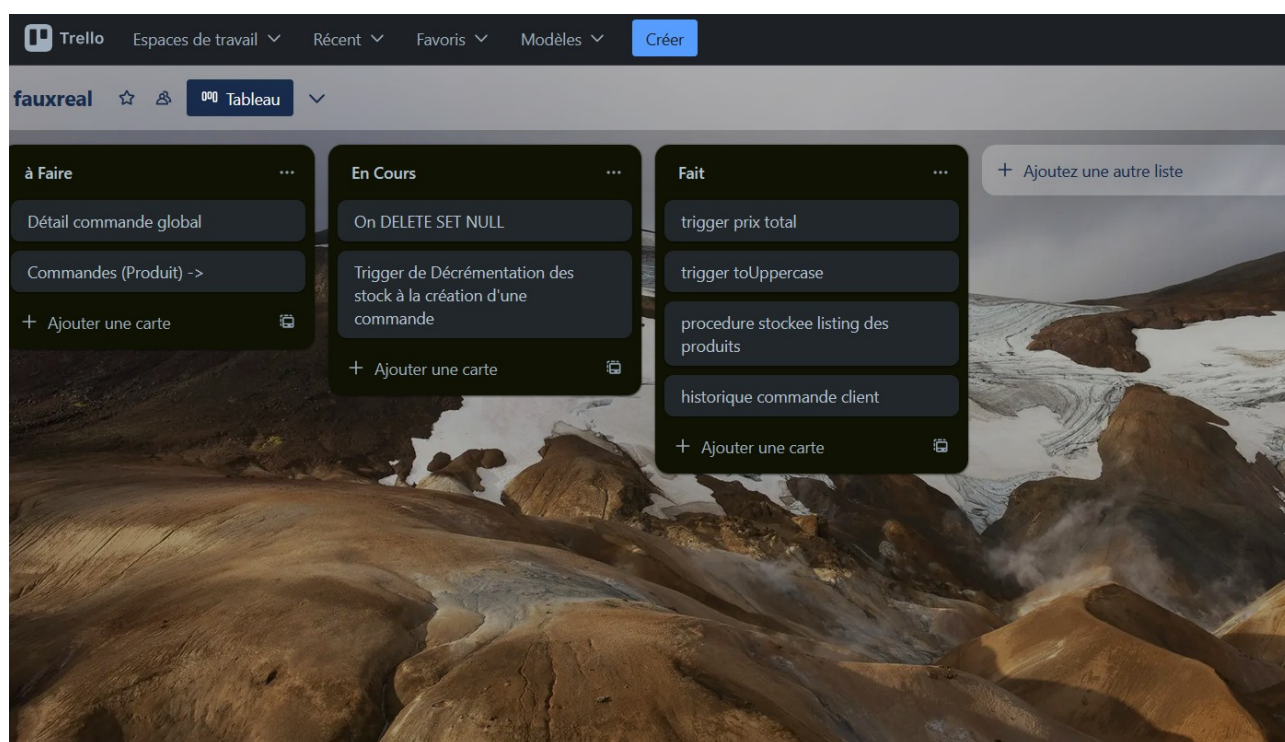 Trello Espaces de travail Récent Favoris Modèles Créer
fauxreal Tableau
à Faire
Détail commande global
Commandes (Produit) ->
+ Ajouter une carte
En Cours
On DELETE SET NULL
Trigger de Décrémentation des
stock à la création d'une
commande
+ Ajouter une carte
Fait
trigger prix total
trigger toUppercase
procedure stockee listing des
produits
historique commande client
+ Ajouter une carte
+ Ajoutez une autre liste